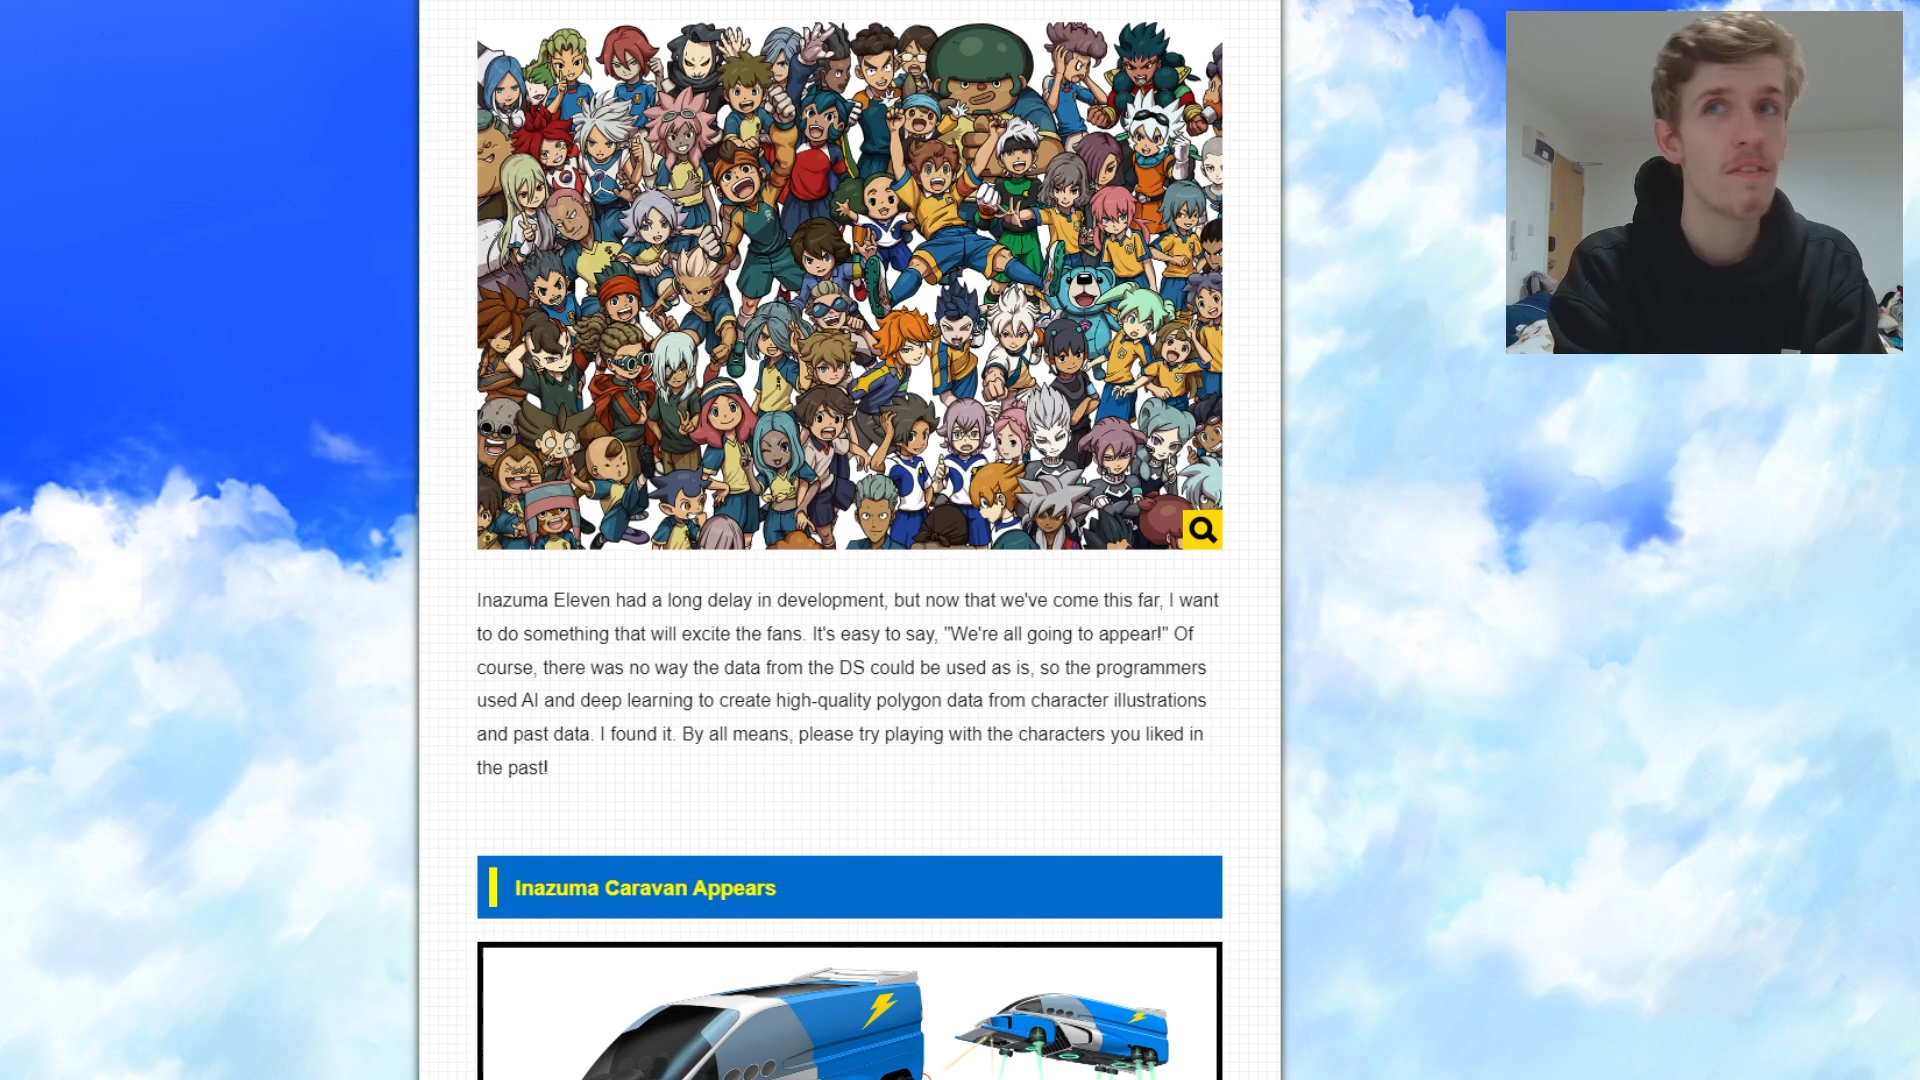 Inazuma Eleven had a long delay in development, but now that we've come this far, I want
to do something that will excite the fans. It's easy to say, "We're all going to appear!" Of
course, there was no way the data from the DS could be used as is, so the programmers
used AI and deep learning to create high-quality polygon data from character illustrations
and past data. I found it. By all means, please try playing with the characters you liked in
the past!
Inazuma Caravan Appears